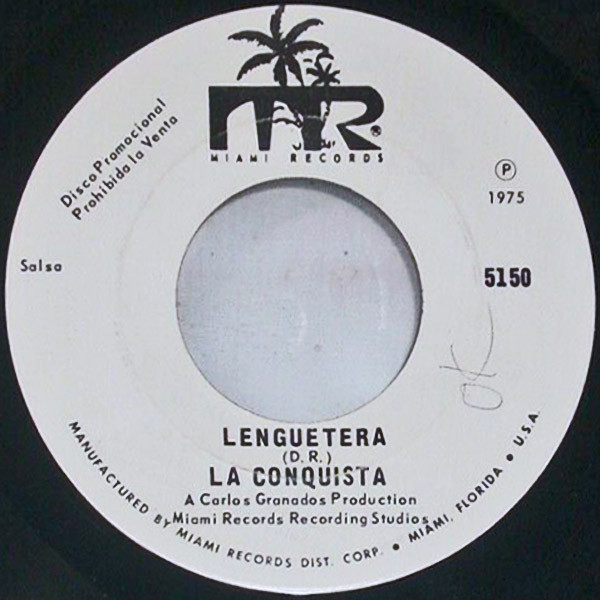 MR®
MIAMI RECORDS
Disco Promocional
Prohibida la Venta
Ⓟ
1975
Salsa
5150
OK
LENGUETERA
(D.R.)
LA CONQUISTA
A Carlos Granados Production
Miami Records Recording Studios
MANUFACTURED BY MIAMI RECORDS DIST. CORP. • MIAMI, FLORIDA • U.S.A.